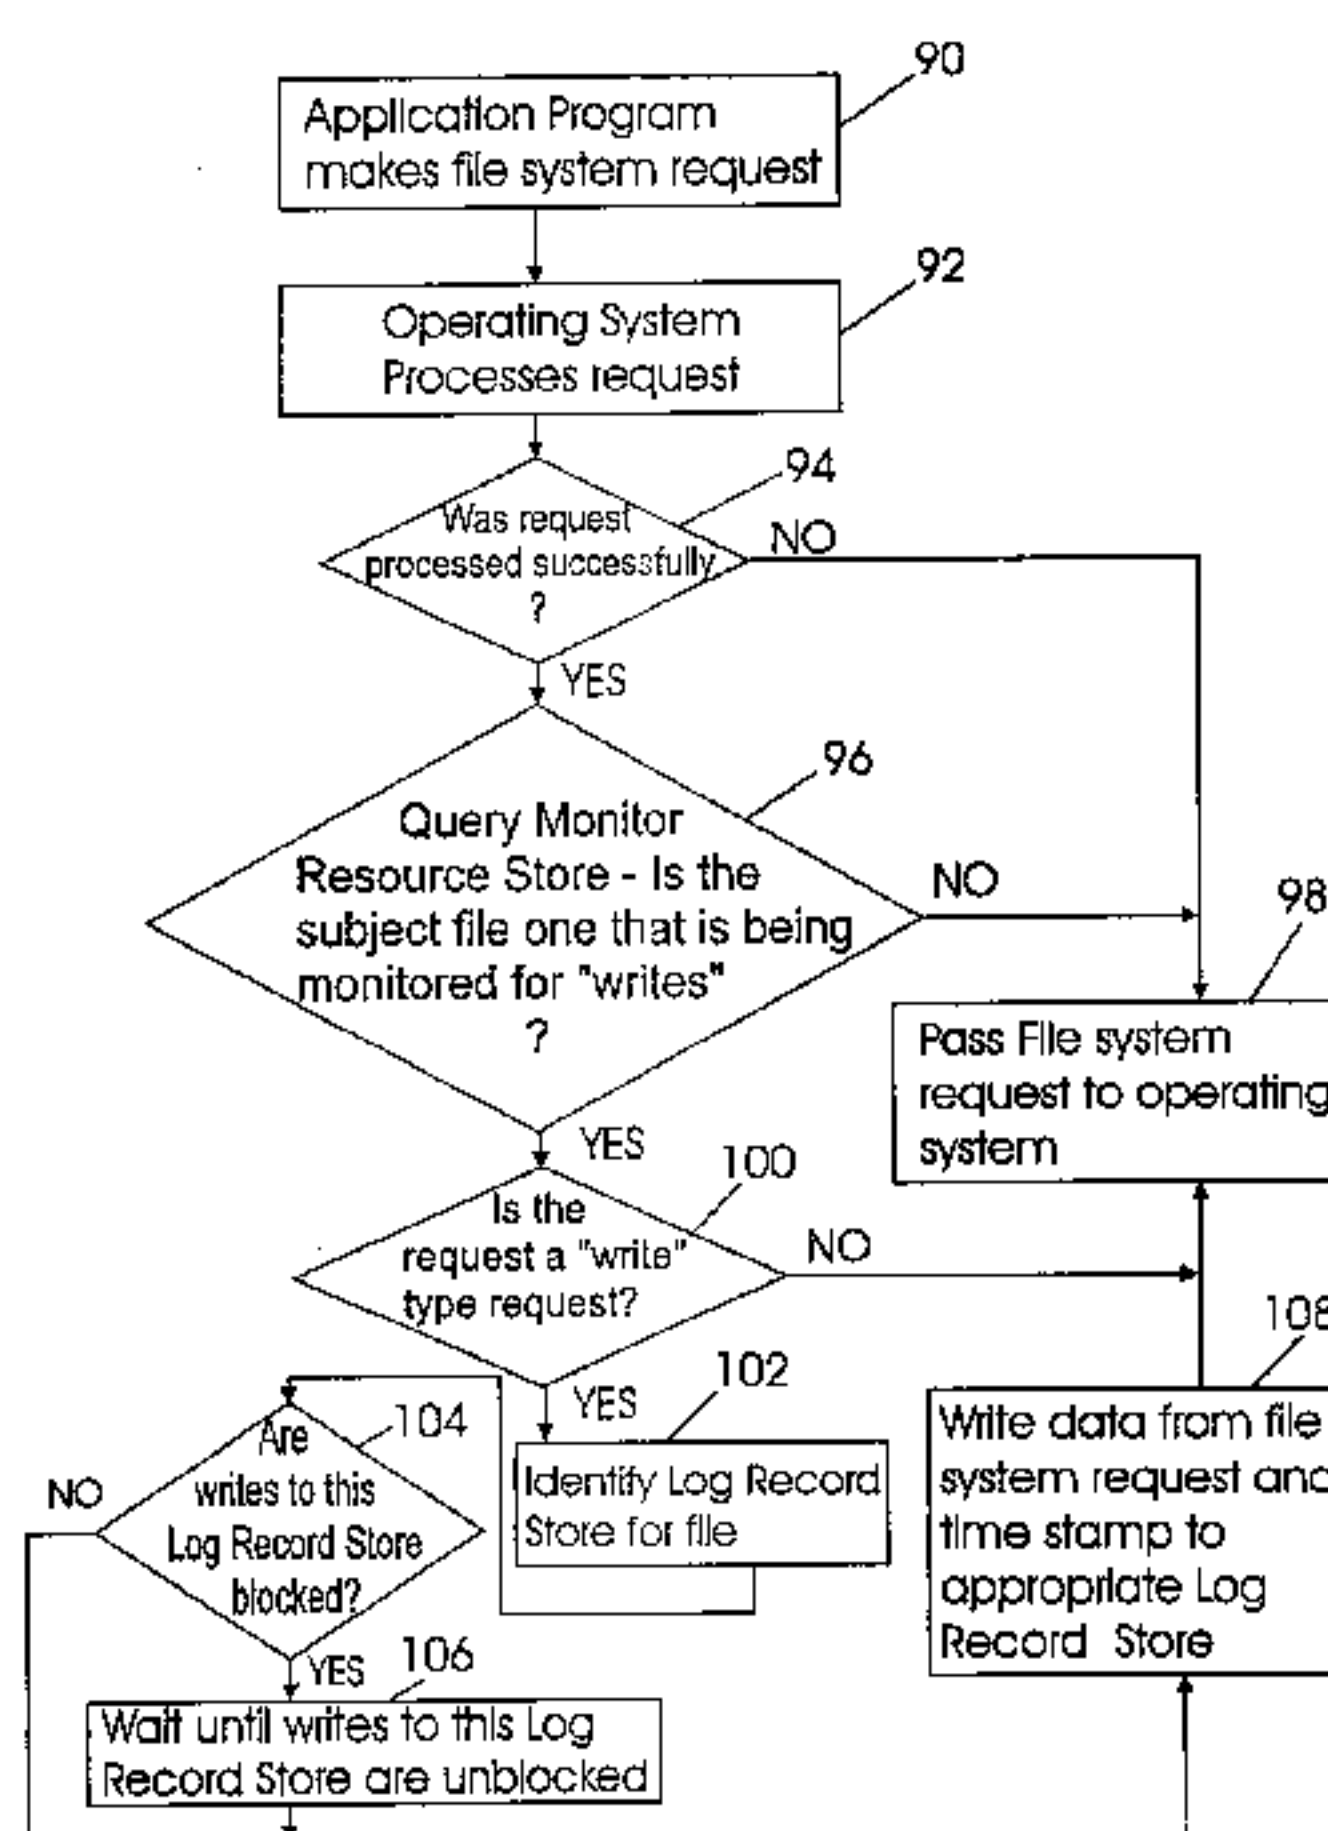 90
Application Program
makes file system request
92
Operating System
Processes request
94
Was request
processed successfully
?
NO
YES
96
Query Monitor
Resource Store - Is the
subject file one that is being
monitored for "writes"
?
NO
98
YES
Pass File system
request to operating
system
100
Is the
request a "write"
type request?
NO
108
102
YES
104
Are
writes to this
Log Record Store
blocked?
NO
Identify Log Record
Store for file
Write data from file
system request and
time stamp to
appropriate Log
Record Store
YES
106
Wait until writes to this Log
Record Store are unblocked